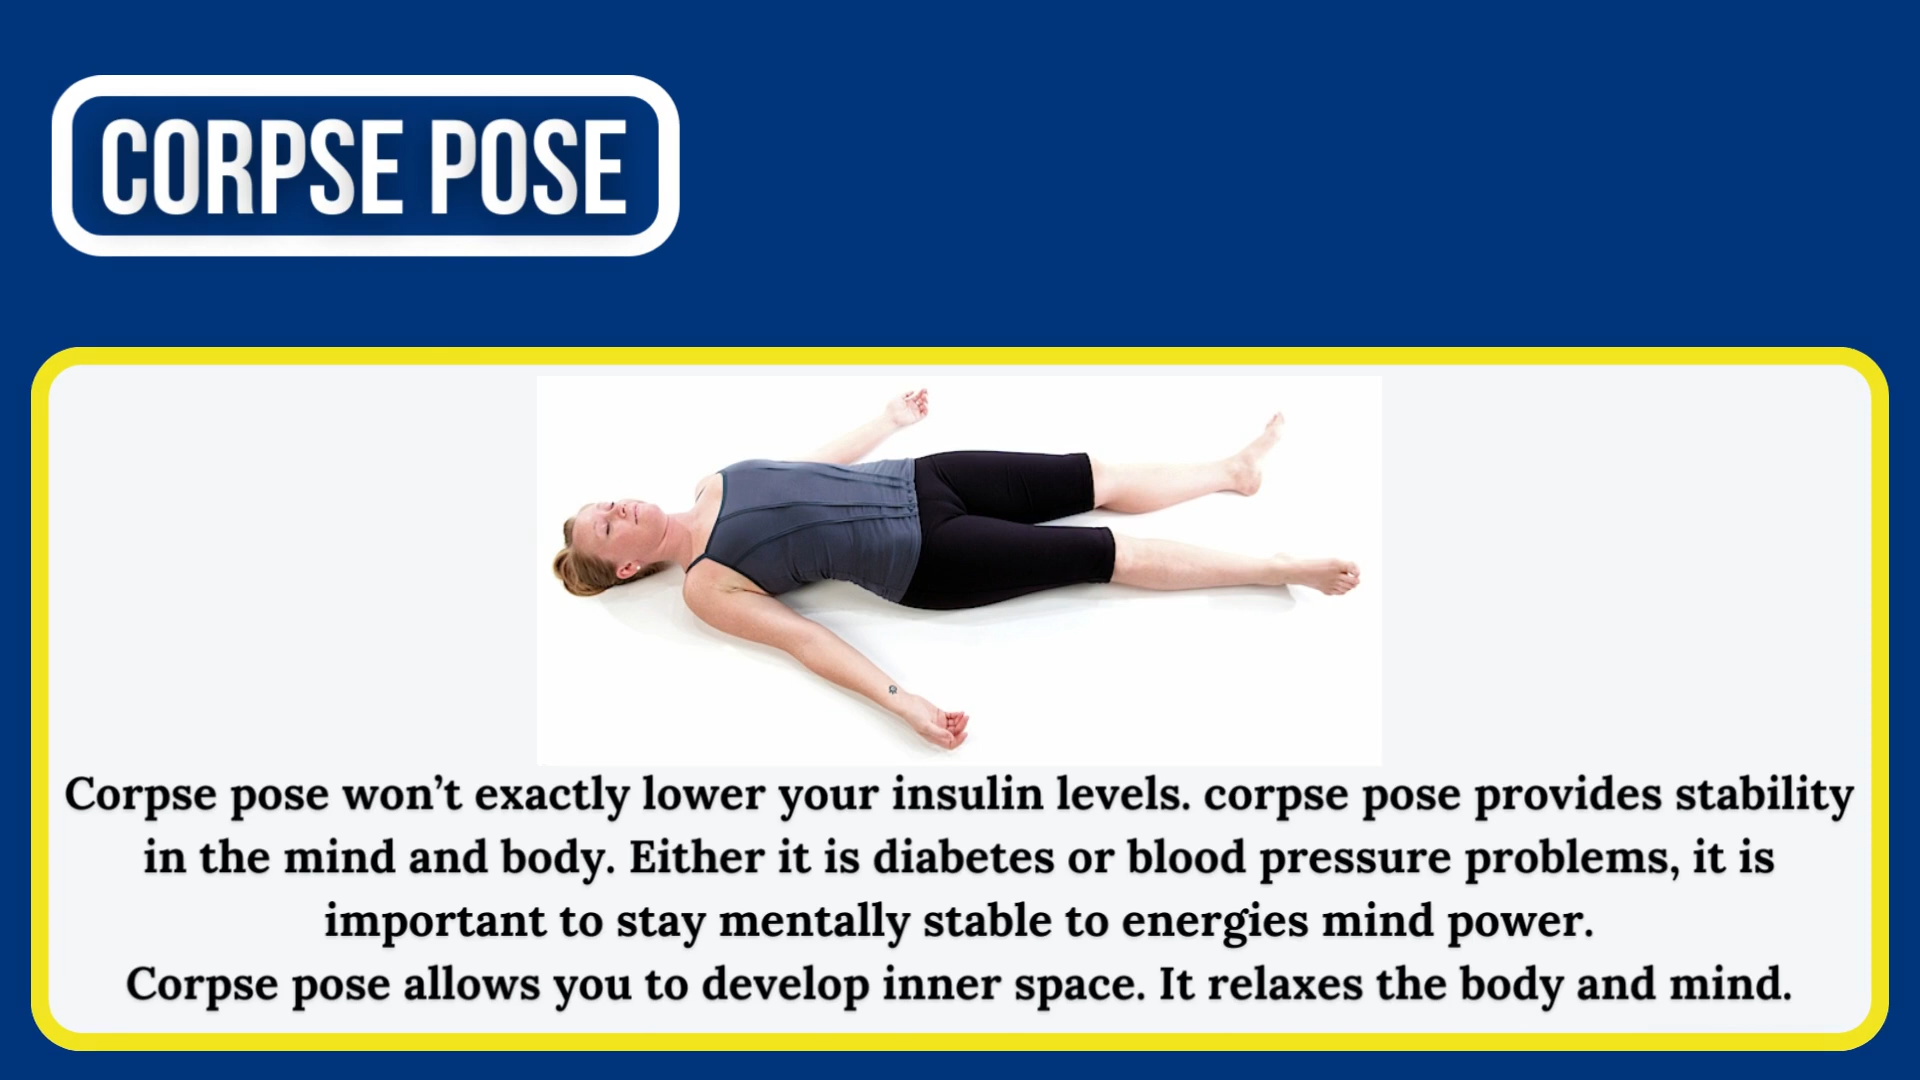 CORPSE POSE
Corpse pose won’t exactly lower your insulin levels. corpse pose provides stability
in the mind and body. Either it is diabetes or blood pressure problems, it is
important to stay mentally stable to energies mind power.
Corpse pose allows you to develop inner space. It relaxes the body and mind.